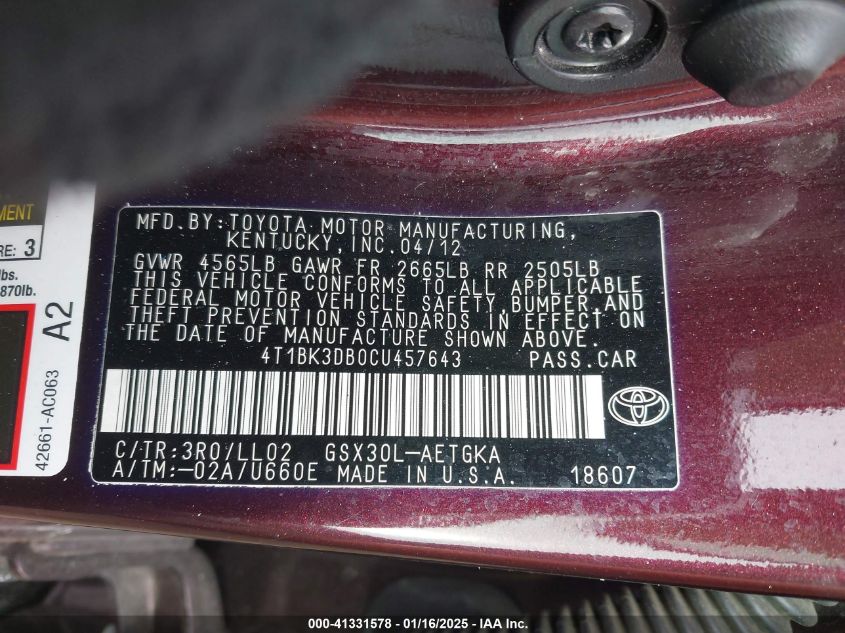 MENT
RE: 3
lbs.
870lb.
A2
42661-AC063
MFD.BY:TOYOTA MOTOR MANUFACTURING,
KENTUCKY, INC.04/12
GVWR 4565LB GAWR FR 2665LB RR 2505LB
THIS VEHICLE CONFORMS TO ALL APPLICABLE
FEDERAL MOTOR VEHICLE SAFETY, BUMPER, AND
THEFT PREVENTION STANDARDS IN EFFECT ON
THE DATE OF MANUFACTURE SHOWN ABOVE.
4T1BK3DB0CU457643 PASS.CAR
C/TR:3R0/LL02 GSX30L-AETGKA
A/TM:-02A/U660E MADE IN U.S.A. 18607
000-41331578 - 01/16/2025 - IAA Inc.